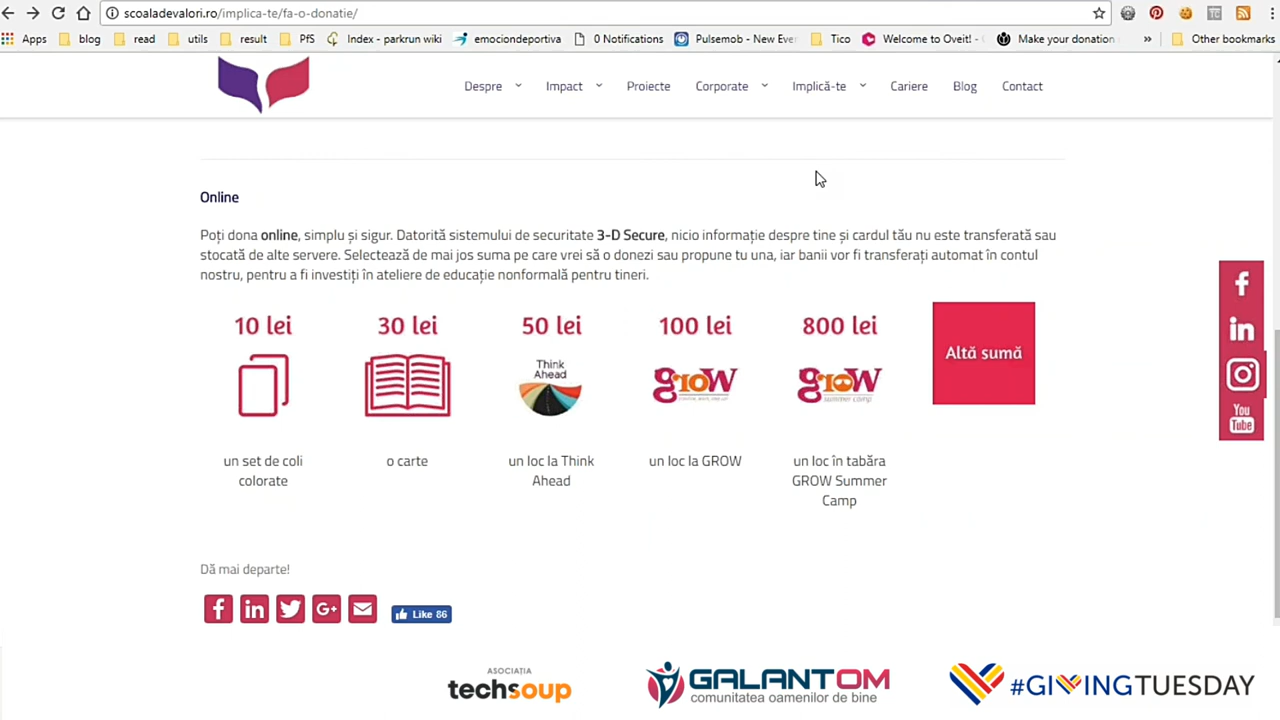 scoaladevalori.ro/implica-te/fa-o-donatie/
Apps blog read utils result PfS Index - parkrun wiki emociondeportiva 0 Notifications Pulsemob - New Eve Tico Welcome to Oveit! - Make your donation » Other bookmarks
Despre Impact Proiecte Corporate Implică-te Cariere Blog Contact
Online
Poți dona online, simplu și sigur. Datorită sistemului de securitate 3-D Secure, nicio informație despre tine și cardul tău nu este transferată sau
stocată de alte servere. Selectează de mai jos suma pe care vrei să o donezi sau propune tu una, iar banii vor fi transferați automat în contul
nostru, pentru a fi investiți în ateliere de educație nonformală pentru tineri.
10 lei 30 lei 50 lei 100 lei 800 lei Altă sumă
Think
Ahead
grow
grow
summer camp
un set de coli
colorate
o carte
un loc la Think
Ahead
un loc la GROW
un loc în tabăra
GROW Summer
Camp
You
Tube
Dă mai departe!
Like 86
ASOCIAȚIA
techsoup
GALANTOM
comunitatea oamenilor de bine
#GIVINGTUESDAY